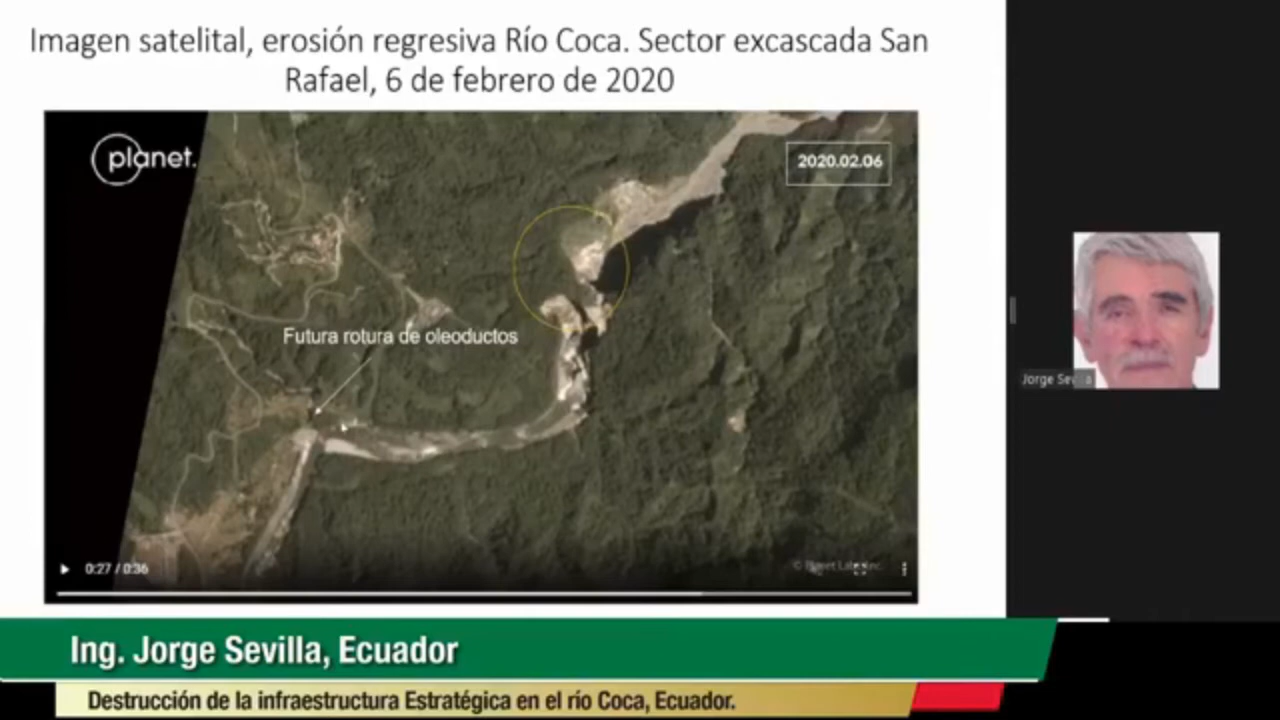 Imagen satelital, erosión regresiva Río Coca. Sector excascada San
Rafael, 6 de febrero de 2020
planet.
2020.02.06
Futura rotura de oleoductos
0:27 / 0:36
Jorge Sevilla
Ing. Jorge Sevilla, Ecuador
Destrucción de la infraestructura Estratégica en el río Coca, Ecuador.